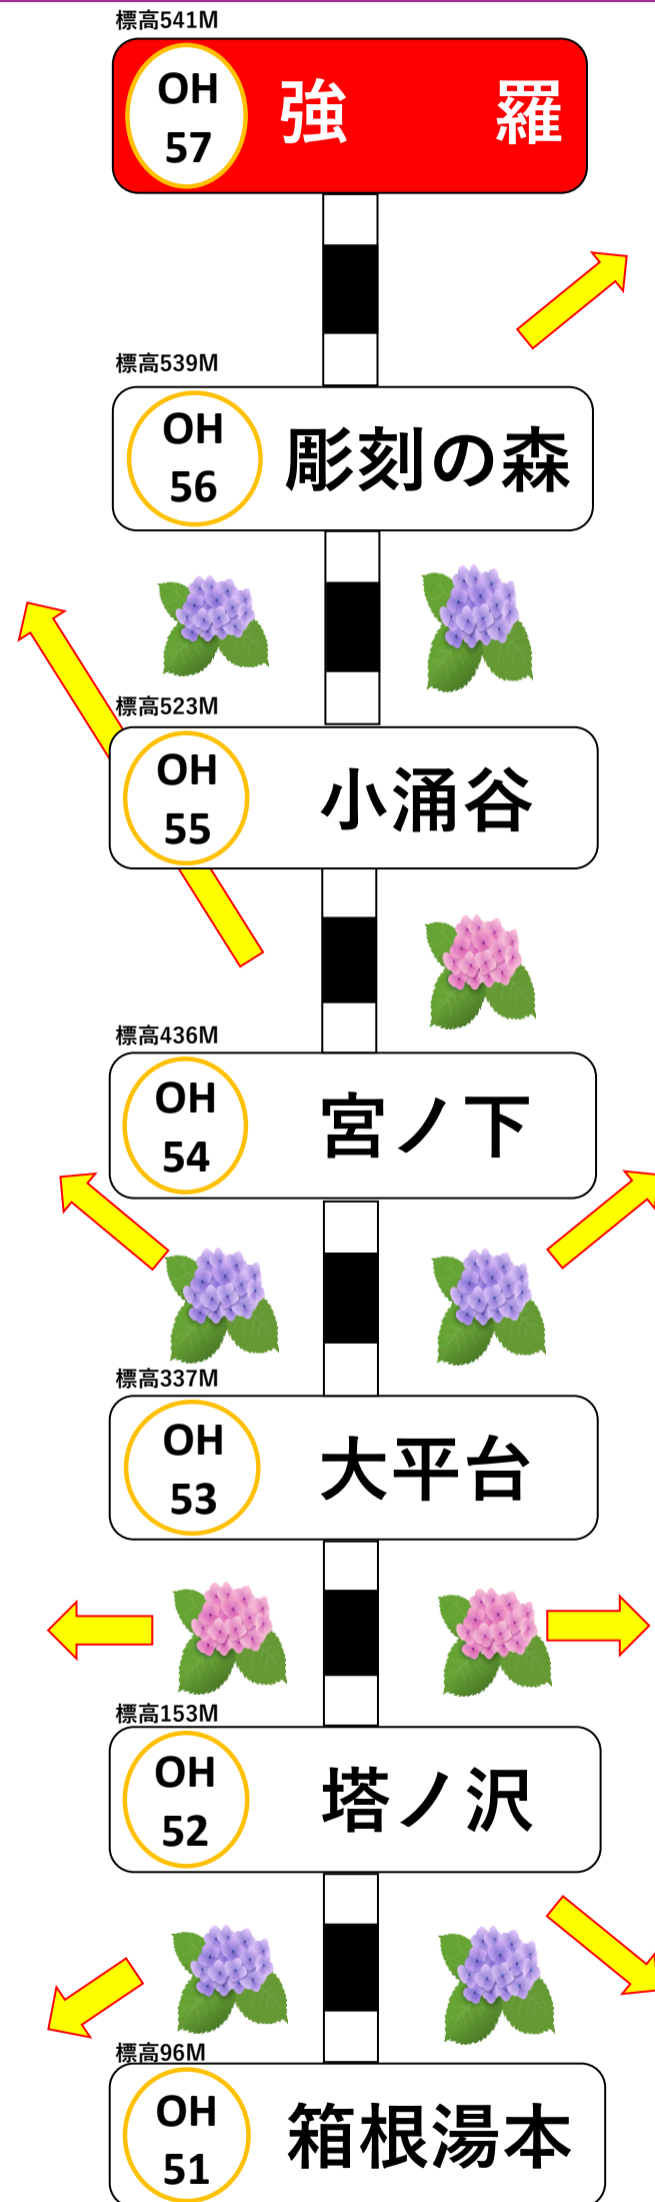 標高541M
OH
57
強 羅
標高539M
OH
56
彫刻の森
標高523M
OH
55
小涌谷
標高436M
OH
54
宮ノ下
標高337M
OH
53
大平台
標高153M
OH
52
塔ノ沢
標高96M
OH
51
箱根湯本